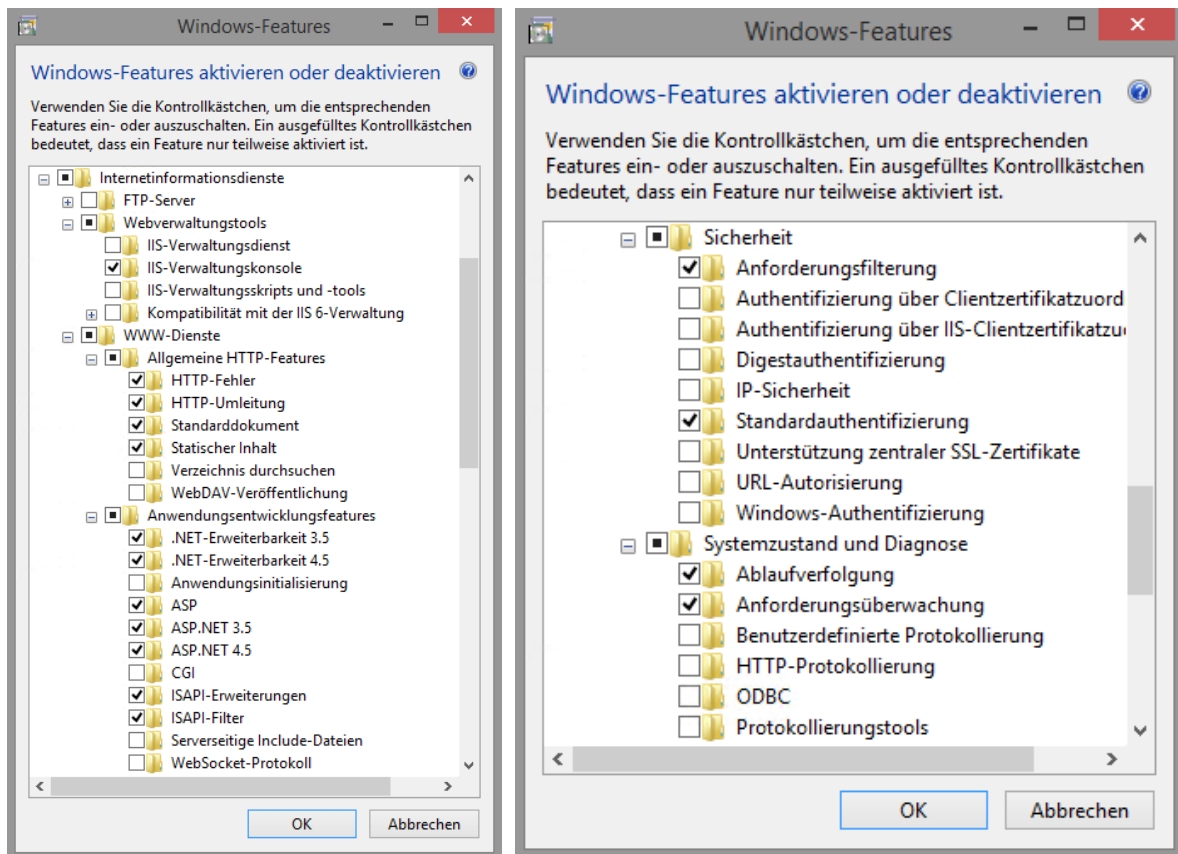 Windows-Features
Windows-Features aktivieren oder deaktivieren
Verwenden Sie die Kontrollkästchen, um die entsprechenden
Features ein- oder auszuschalten. Ein ausgefülltes Kontrollkästchen
bedeutet, dass ein Feature nur teilweise aktiviert ist.
Internetinformationsdienste
FTP-Server
Webverwaltungstools
IIS-Verwaltungsdienst
IIS-Verwaltungskonsole
IIS-Verwaltungsskripts und -tools
Kompatibilität mit der IIS 6-Verwaltung
WWW-Dienste
Allgemeine HTTP-Features
HTTP-Fehler
HTTP-Umleitung
Standarddokument
Statischer Inhalt
Verzeichnis durchsuchen
WebDAV-Veröffentlichung
Anwendungsentwicklungsfeatures
.NET-Erweiterbarkeit 3.5
.NET-Erweiterbarkeit 4.5
Anwendungsinitialisierung
ASP
ASP.NET 3.5
ASP.NET 4.5
CGI
ISAPI-Erweiterungen
ISAPI-Filter
Serverseitige Include-Dateien
WebSocket-Protokoll
OK
Abbrechen
Windows-Features
Windows-Features aktivieren oder deaktivieren
Verwenden Sie die Kontrollkästchen, um die entsprechenden
Features ein- oder auszuschalten. Ein ausgefülltes Kontrollkästchen
bedeutet, dass ein Feature nur teilweise aktiviert ist.
Sicherheit
Anforderungsfilterung
Authentifizierung über Clientzertifikatzuord
Authentifizierung über IIS-Clientzertifikatzu
Digestauthentifizierung
IP-Sicherheit
Standardauthentifizierung
Unterstützung zentraler SSL-Zertifikate
URL-Autorisierung
Windows-Authentifizierung
Systemzustand und Diagnose
Ablaufverfolgung
Anforderungsüberwachung
Benutzerdefinierte Protokollierung
HTTP-Protokollierung
ODBC
Protokollierungstools
OK
Abbrechen